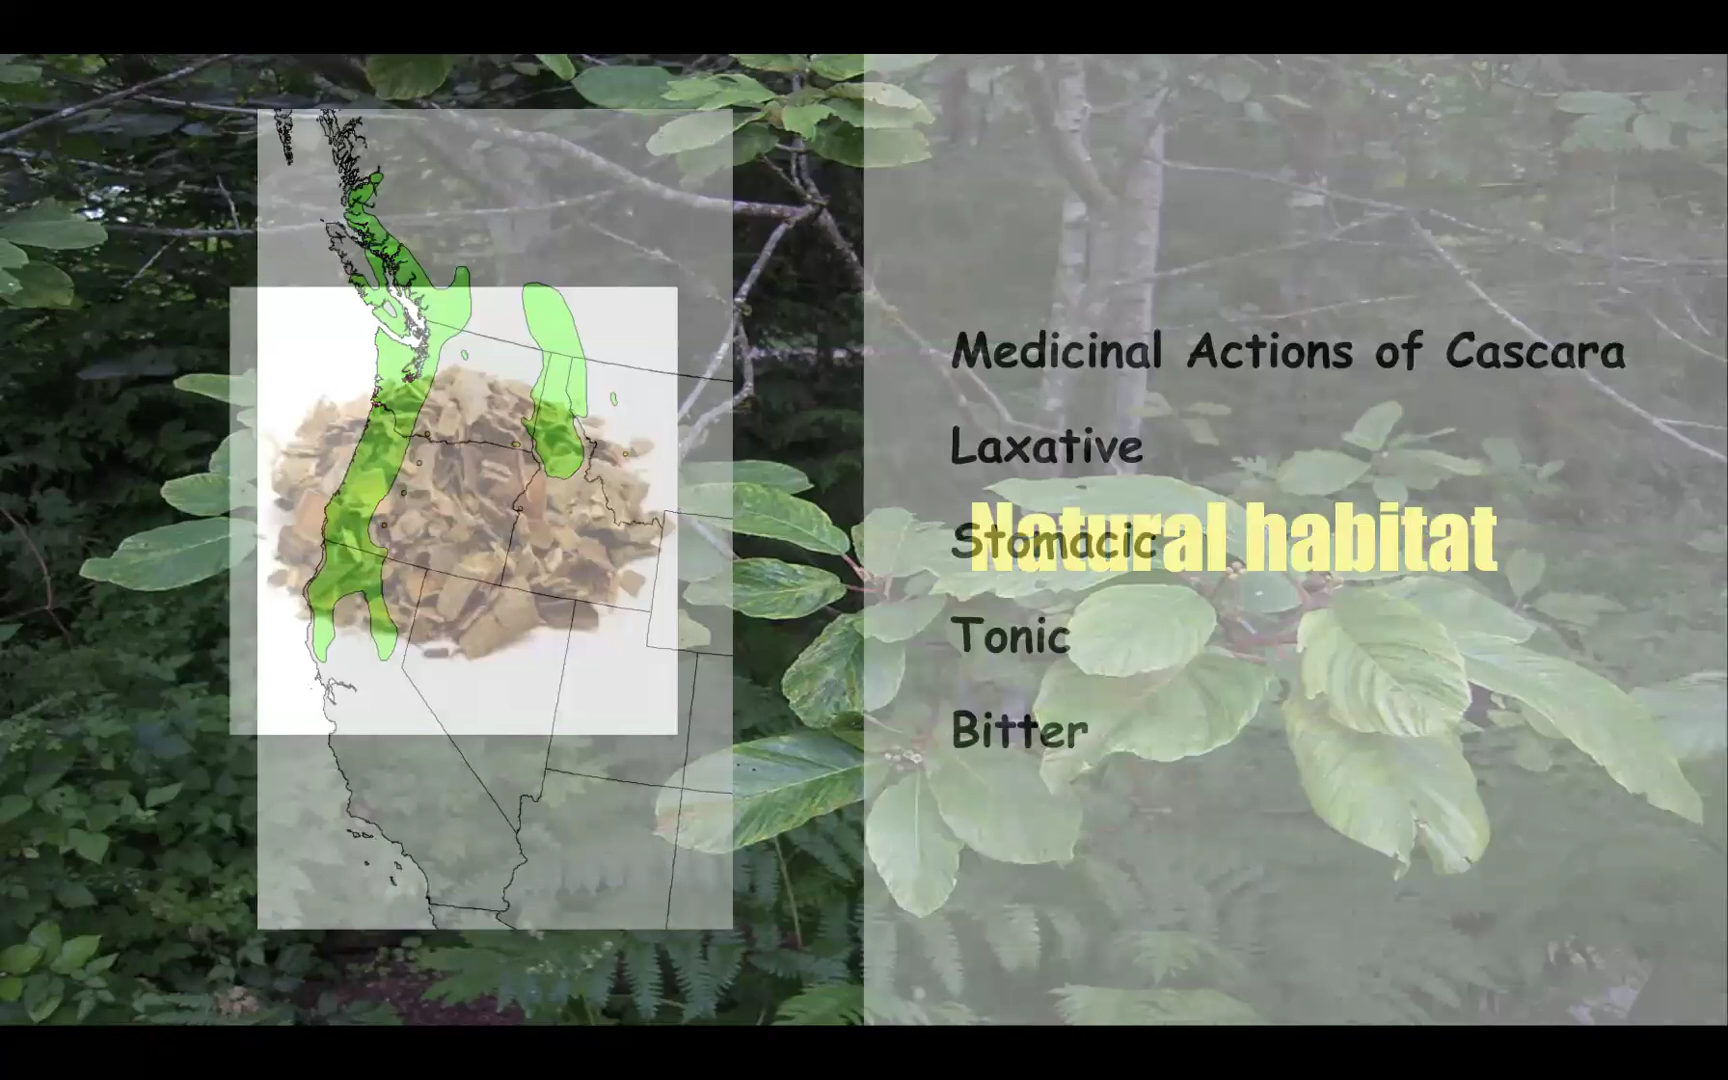 Medicinal Actions of Cascara
Laxative
Stomacic
Natural habitat
Tonic
Bitter